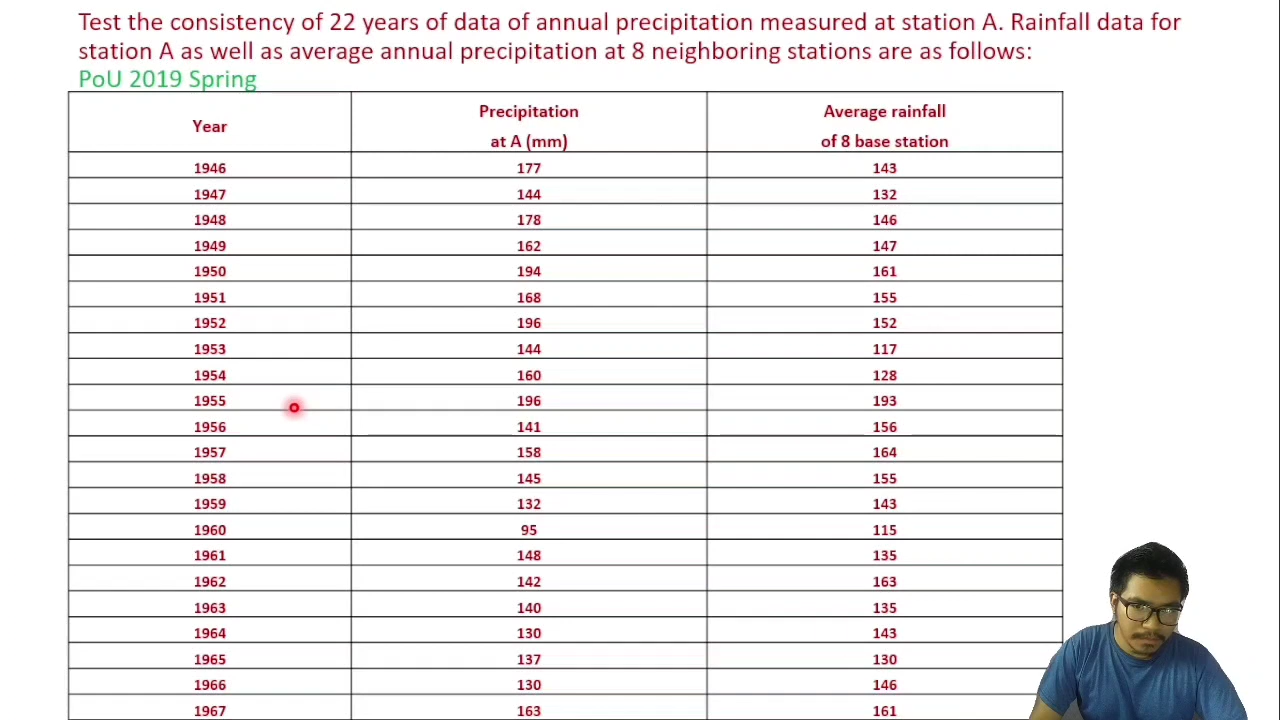 Test the consistency of 22 years of data of annual precipitation measured at station A. Rainfall data for
station A as well as average annual precipitation at 8 neighboring stations are as follows:
PoU 2019 Spring
Year Precipitation at A (mm) Average rainfall of 8 base station
1946 177 143
1947 144 132
1948 178 146
1949 162 147
1950 194 161
1951 168 155
1952 196 152
1953 144 117
1954 160 128
1955 196 193
1956 141 156
1957 158 164
1958 145 155
1959 132 143
1960 95 115
1961 148 135
1962 142 163
1963 140 135
1964 130 143
1965 137 130
1966 130 146
1967 163 161